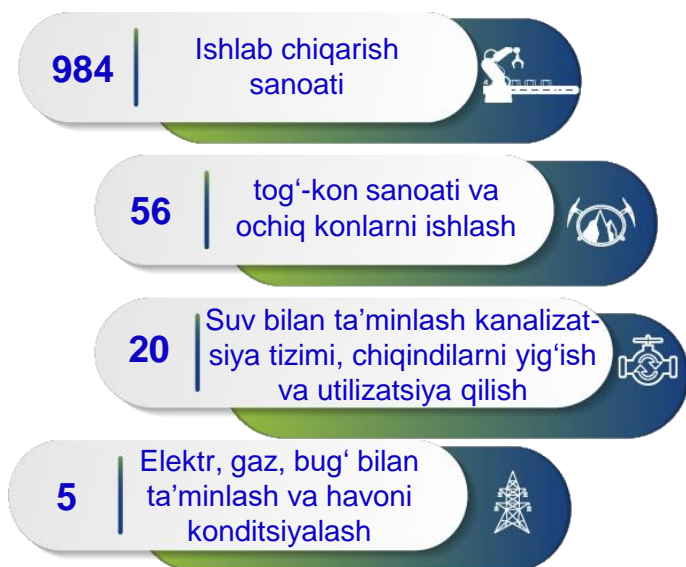 984
Ishlab chiqarish
sanoati
56
tog‘-kon sanoati va
ochiq konlarni ishlash
20
Suv bilan ta’minlash kanalizat-
siya tizimi, chiqindilarni yig‘ish
va utilizatsiya qilish
5
Elektr, gaz, bug‘ bilan
ta’minlash va havoni
konditsiyalash